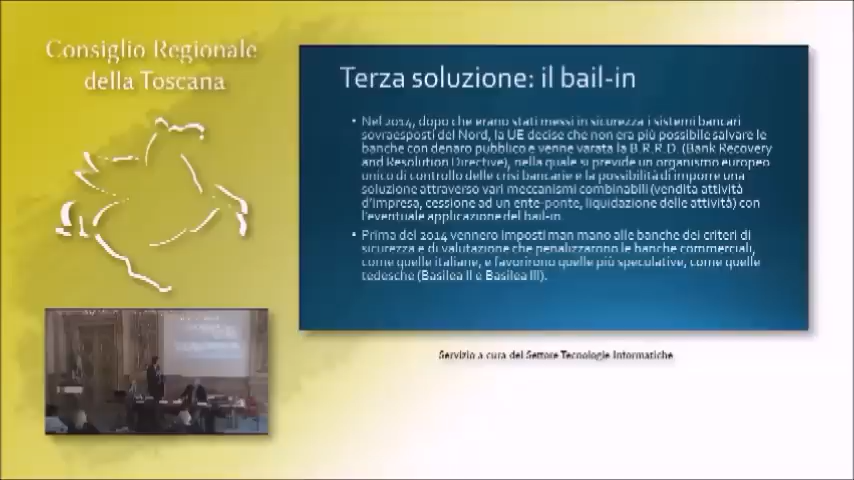 Consiglio Regionale
della Toscana
Terza soluzione: il bail-in
• Nel 2014, dopo che erano stati messi in sicurezza i sistemi bancari
sovraesposti del Nord, la UE decise che non era più possibile salvare le
banche con denaro pubblico e venne varata la B.R.R.D. (Bank Recovery
and Resolution Directive), nella quale si previde un organismo europeo
unico di controllo delle crisi bancarie e la possibilità di imporre una
soluzione attraverso vari meccanismi combinabili (vendita attività
d'impresa, cessione ad un ente-ponte, liquidazione delle attività) con
l'eventuale applicazione del bail-in.
• Prima del 2014 vennero imposti man mano alle banche dei criteri di
sicurezza e di valutazione che penalizzarono le banche commerciali,
come quelle italiane, e favorirono quelle più speculative, come quelle
tedesche (Basilea II e Basilea III).
Servizio a cura del Settore Tecnologie Informatiche